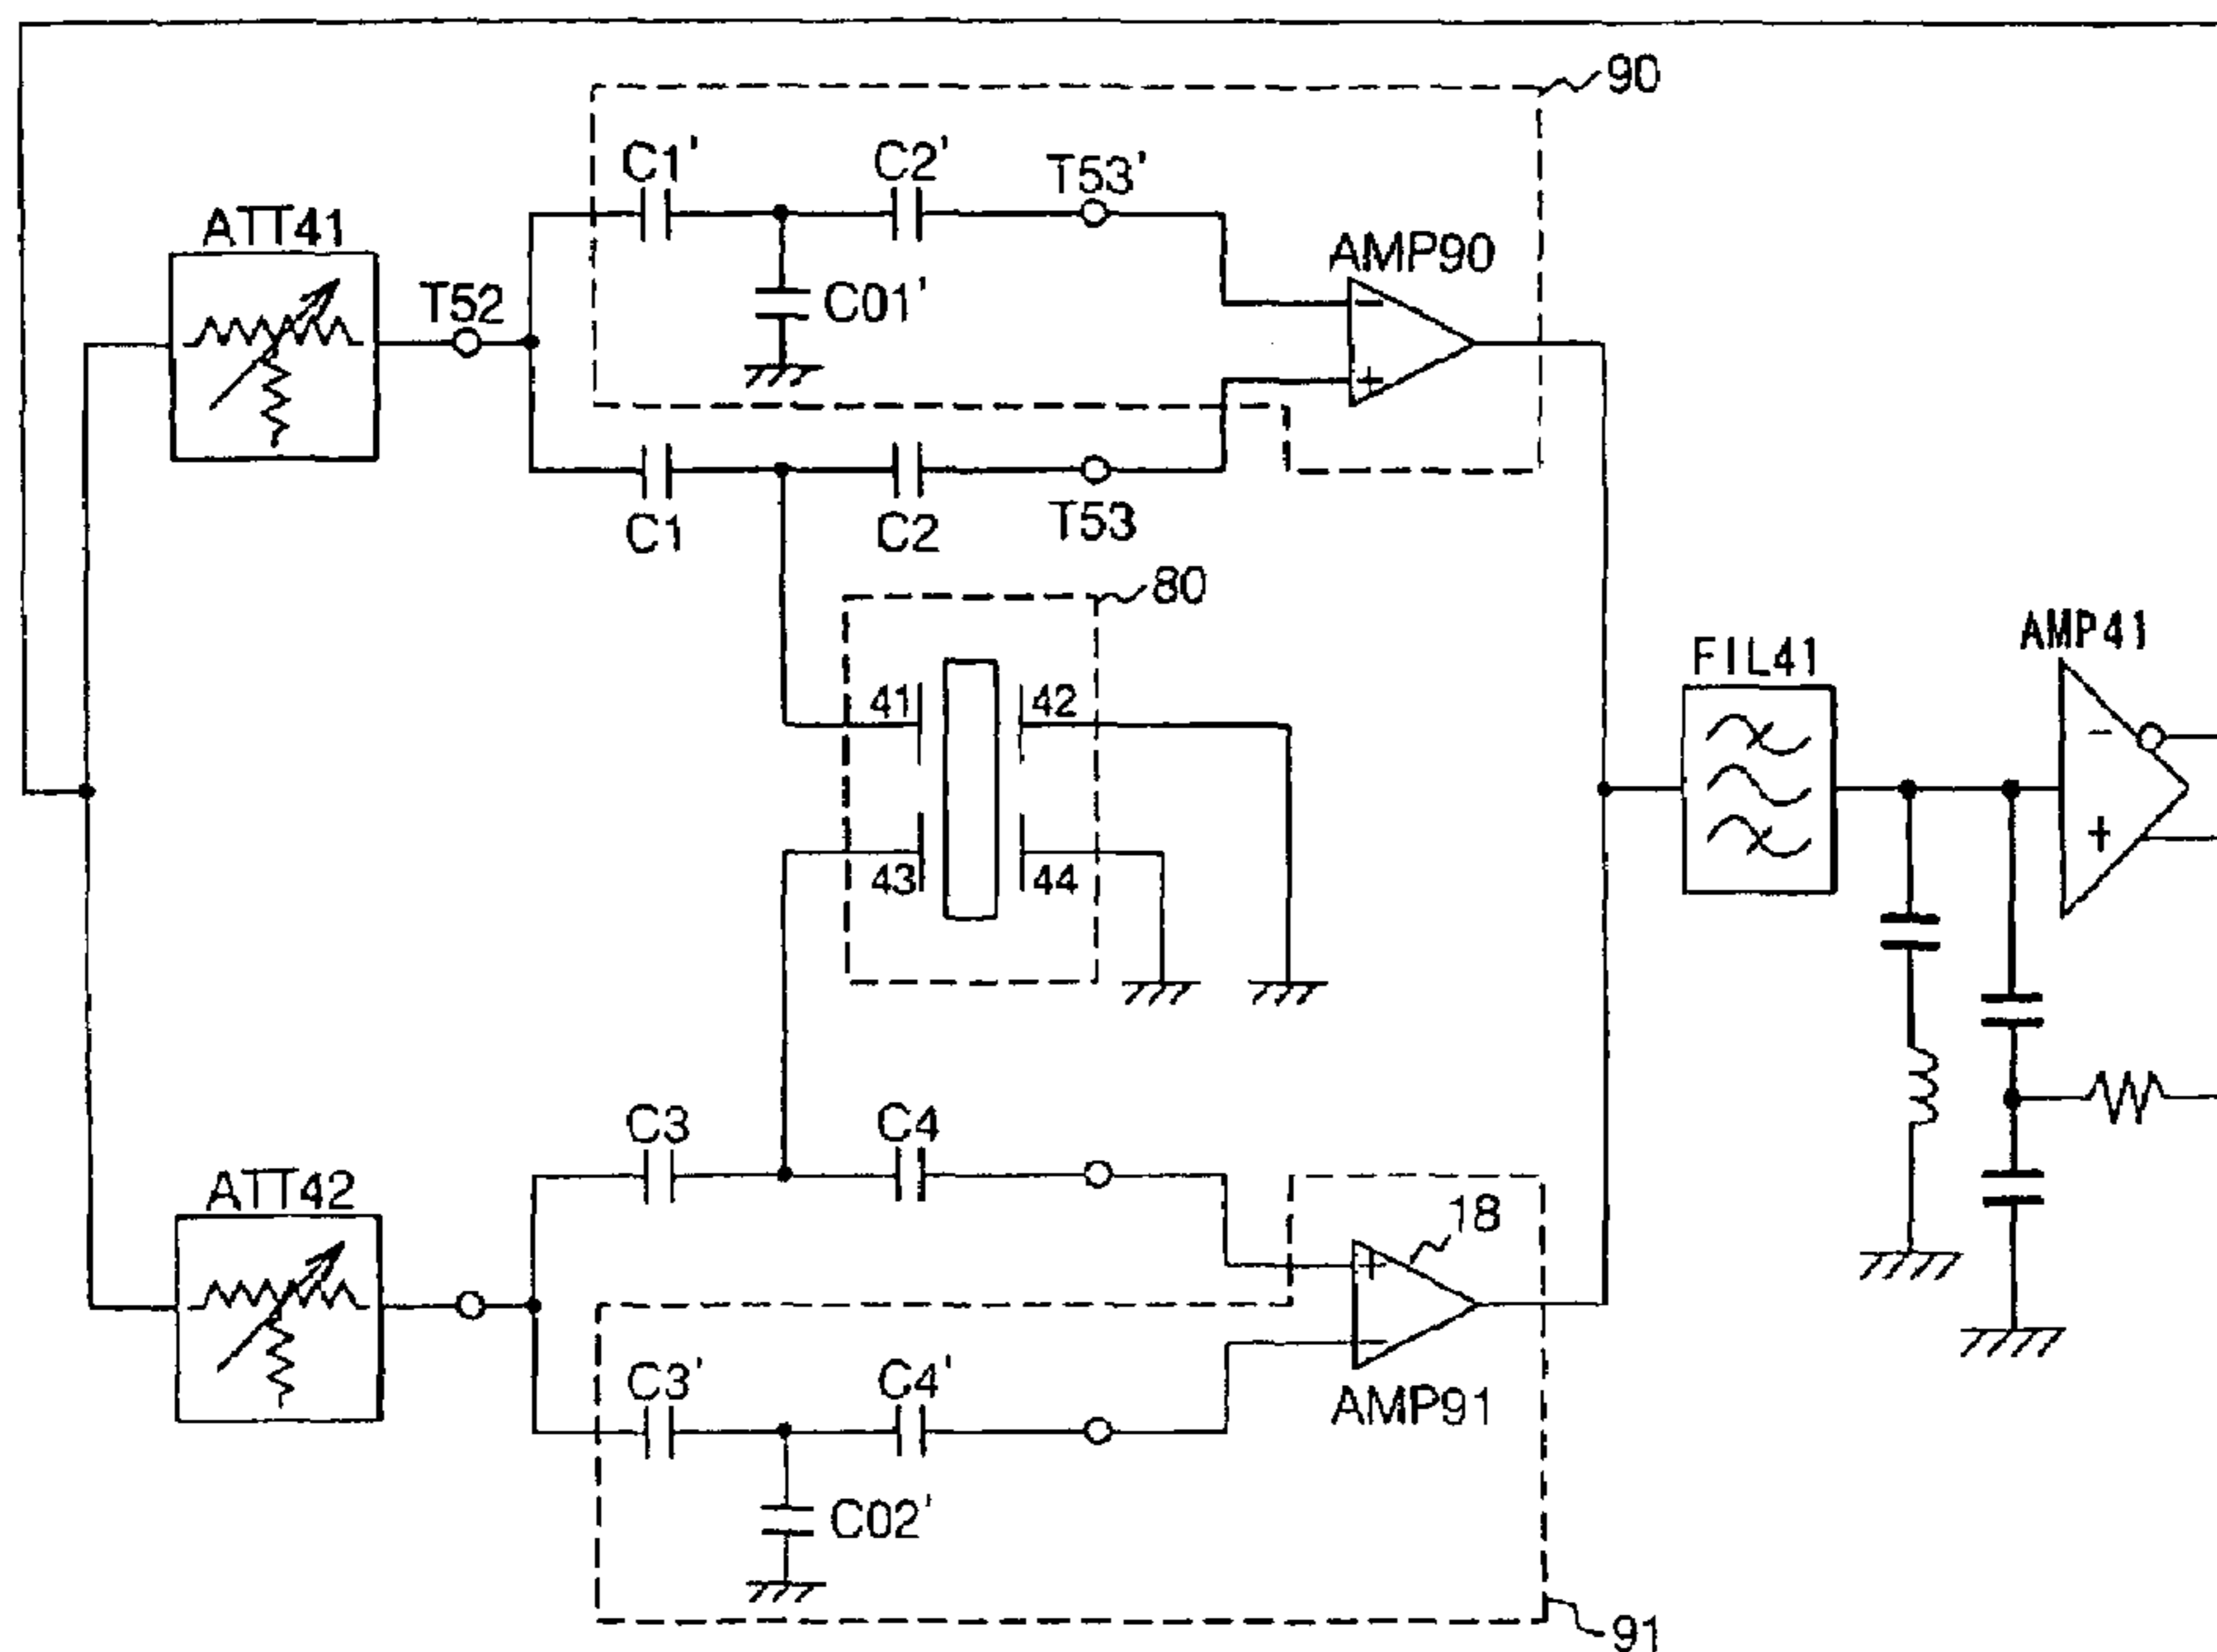 90
C1'
C2'
T53'
ATT41
T52
C01'
AMP90
−
+
C1
C2
T53
80
41
42
43
44
FIL41
AMP41
−
+
C3
C4
ATT42
18
+
−
C3'
C4'
AMP91
C02'
91